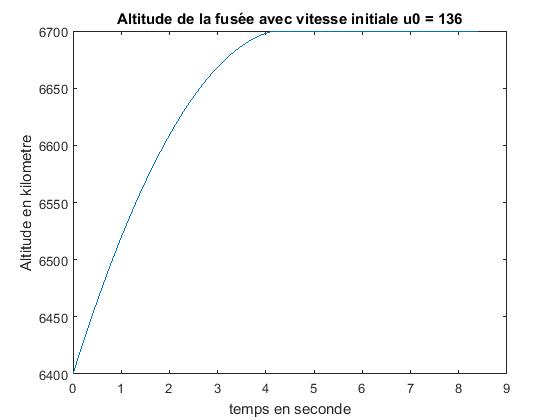 Altitude de la fusée avec vitesse initiale u0 = 136
6700
6650
6600
6550
6500
6450
6400
Altitude en kilometre
0 1 2 3 4 5 6 7 8 9
temps en seconde